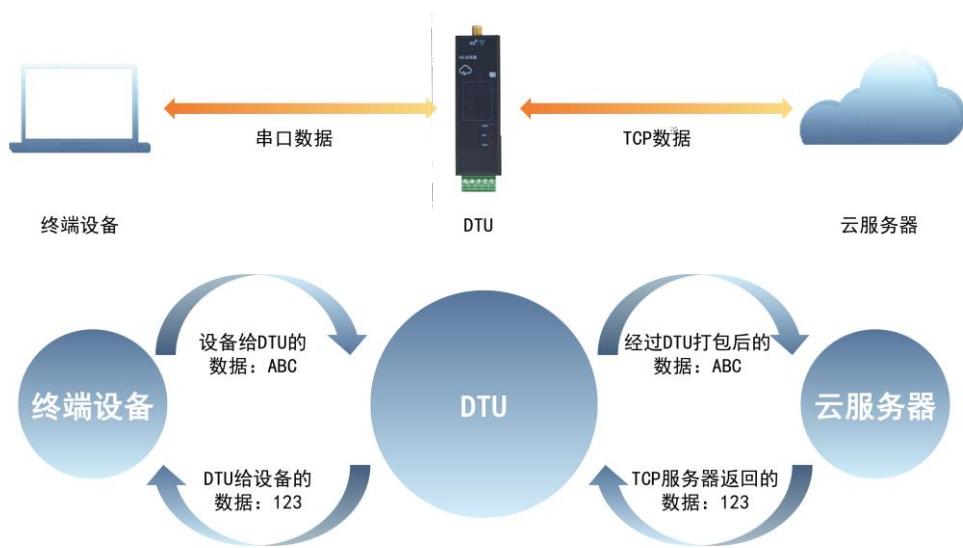 串口数据
TCP数据
终端设备
DTU
云服务器
设备给DTU的
数据：ABC
经过DTU打包后的
数据：ABC
终端设备
DTU
云服务器
DTU给设备的
数据：123
TCP服务器返回的
数据：123